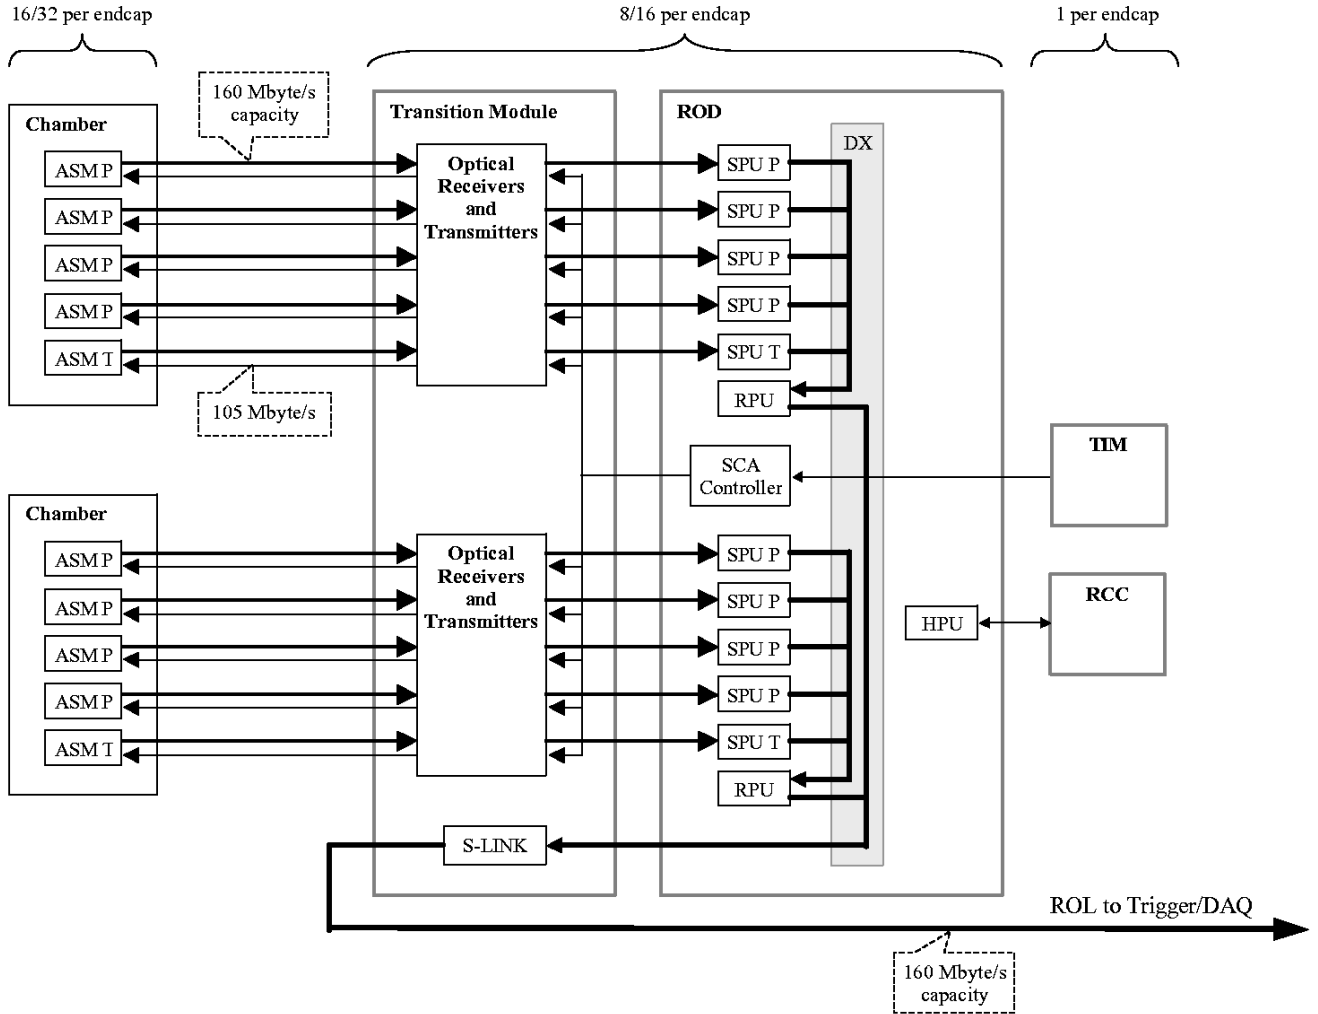 16/32 per endcap
8/16 per endcap
1 per endcap
160 Mbyte/s
capacity
Chamber
ASM P
ASM P
ASM P
ASM P
ASM T
105 Mbyte/s
Transition Module
Optical
Receivers
and
Transmitters
ROD
DX
SPU P
SPU P
SPU P
SPU P
SPU T
RPU
SCA
Controller
TIM
Chamber
ASM P
ASM P
ASM P
ASM P
ASM T
Optical
Receivers
and
Transmitters
SPU P
SPU P
SPU P
SPU P
SPU T
RPU
HPU
RCC
S-LINK
ROL to Trigger/DAQ
160 Mbyte/s
capacity